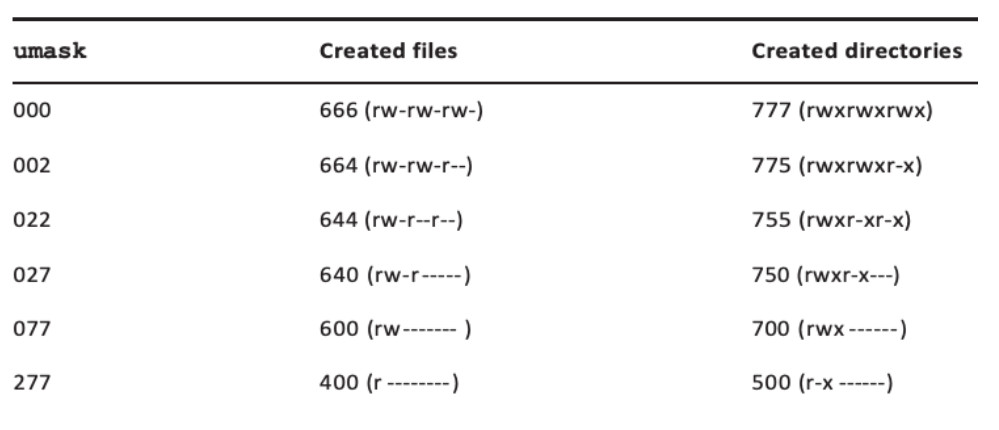 umask Created files Created directories
000 666 (rw-rw-rw-) 777 (rwxrwxrwx)
002 664 (rw-rw-r--) 775 (rwxrwxr-x)
022 644 (rw-r--r--) 755 (rwxr-xr-x)
027 640 (rw-r-----) 750 (rwxr-x---)
077 600 (rw------- ) 700 (rwx ------)
277 400 (r --------) 500 (r-x ------)